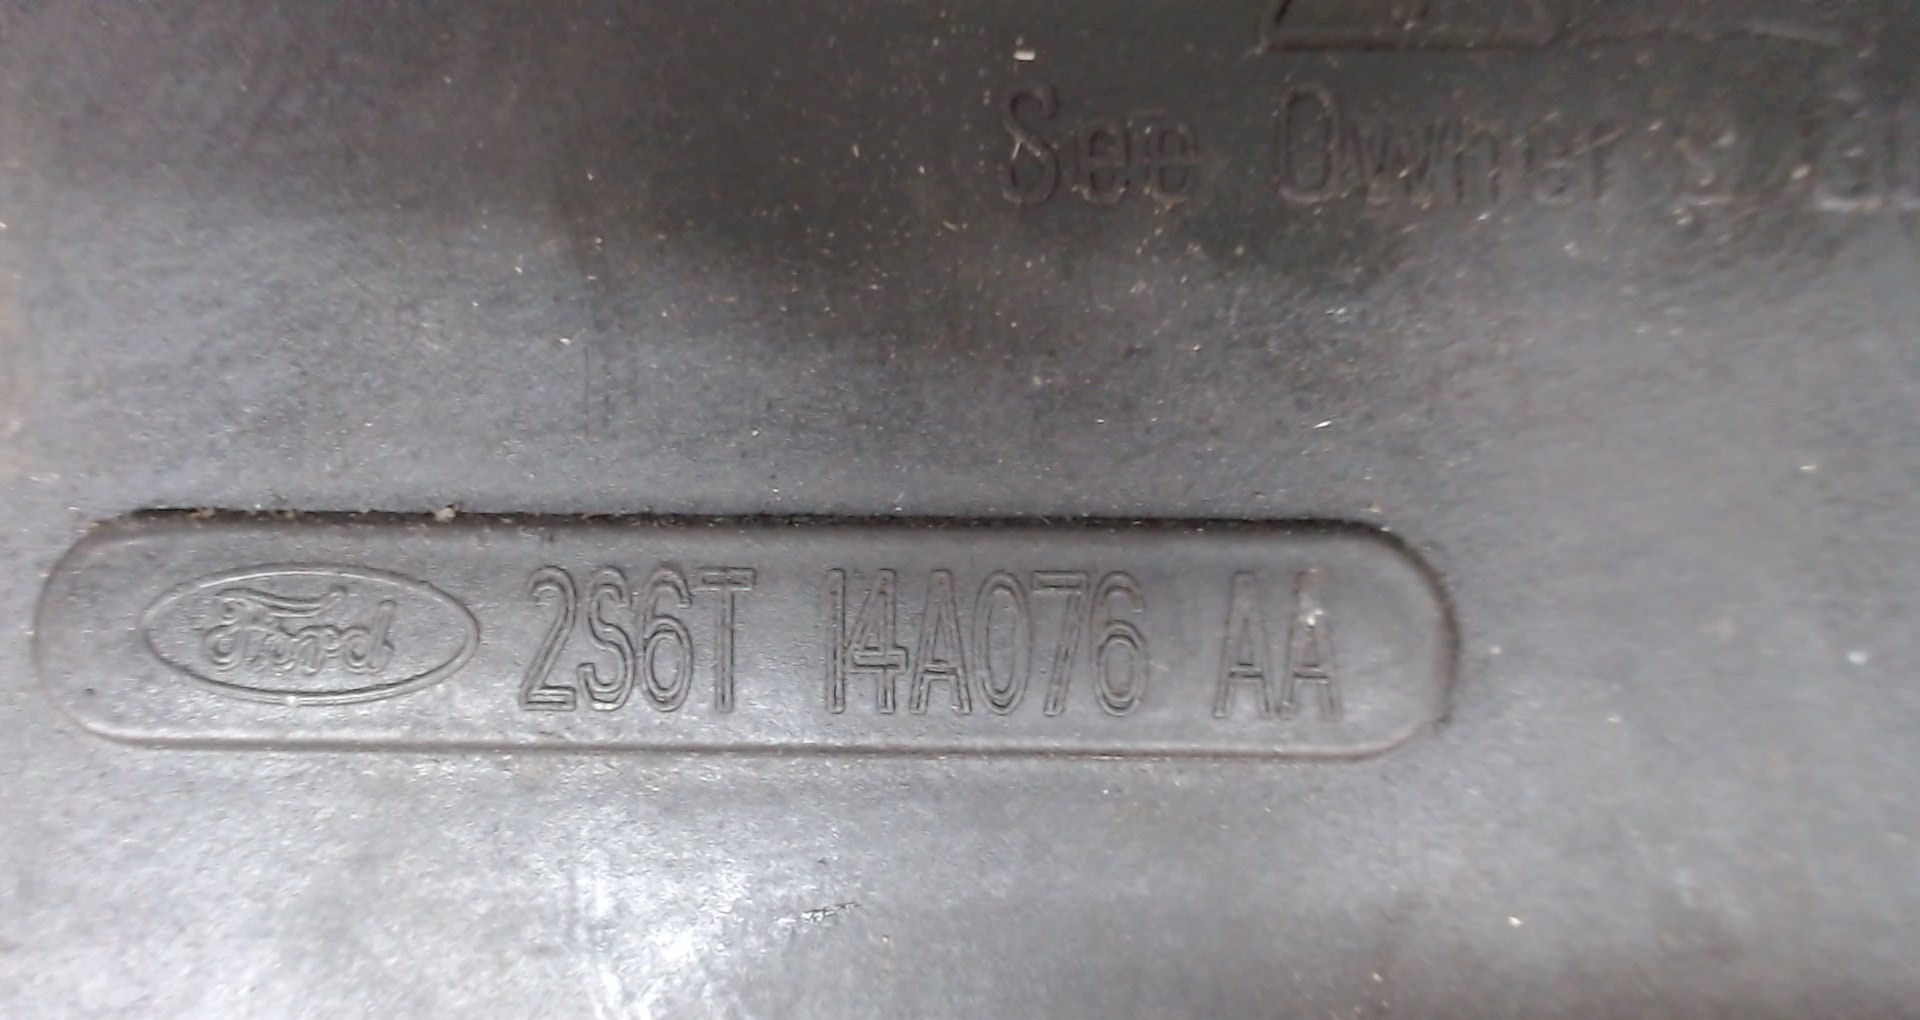 See Owner's
Ford 2S6T 14A076 AA